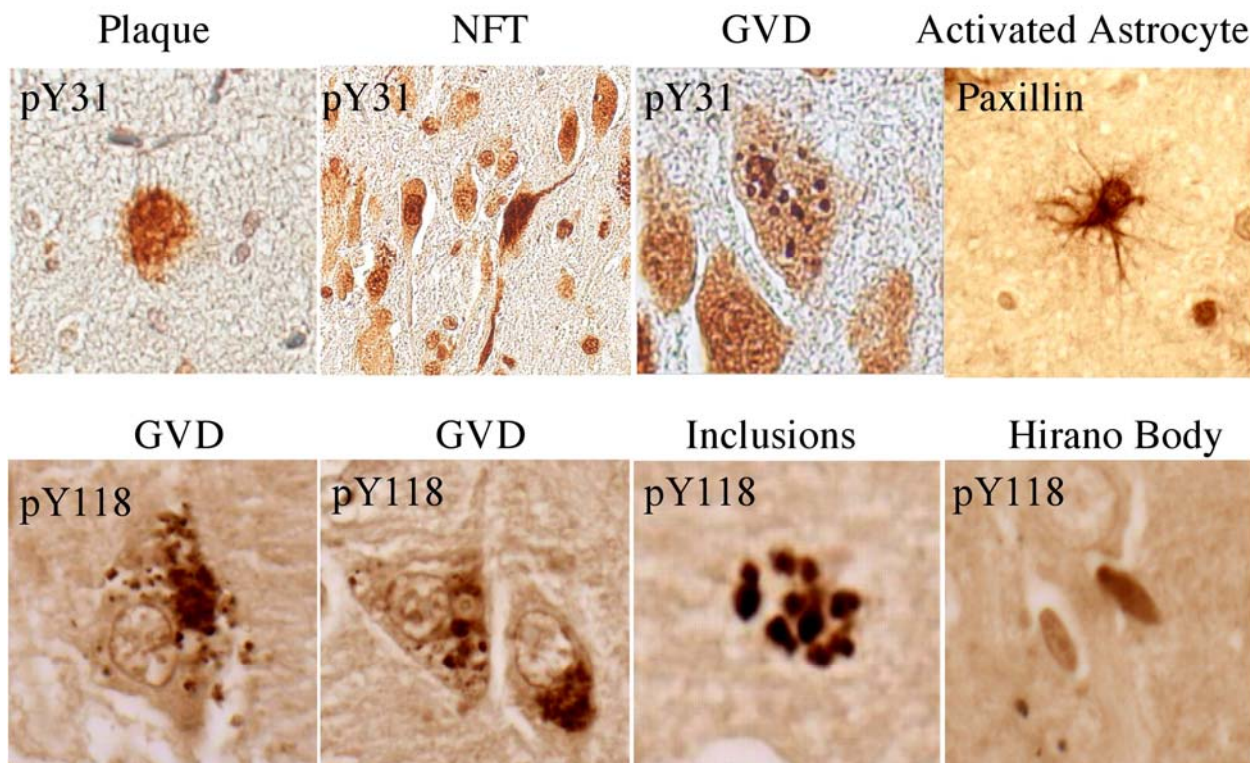 Plaque NFT GVD Activated Astrocyte
pY31 pY31 pY31 Paxillin
GVD GVD Inclusions Hirano Body
pY118 pY118 pY118 pY118